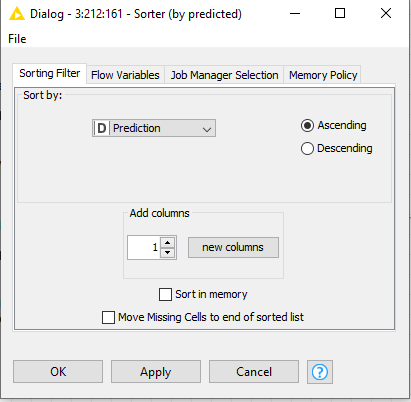 Dialog - 3:212:161 - Sorter (by predicted)
File
Sorting Filter Flow Variables Job Manager Selection Memory Policy
Sort by:
D Prediction
Ascending
Descending
Add columns
1 new columns
Sort in memory
Move Missing Cells to end of sorted list
OK Apply Cancel ?